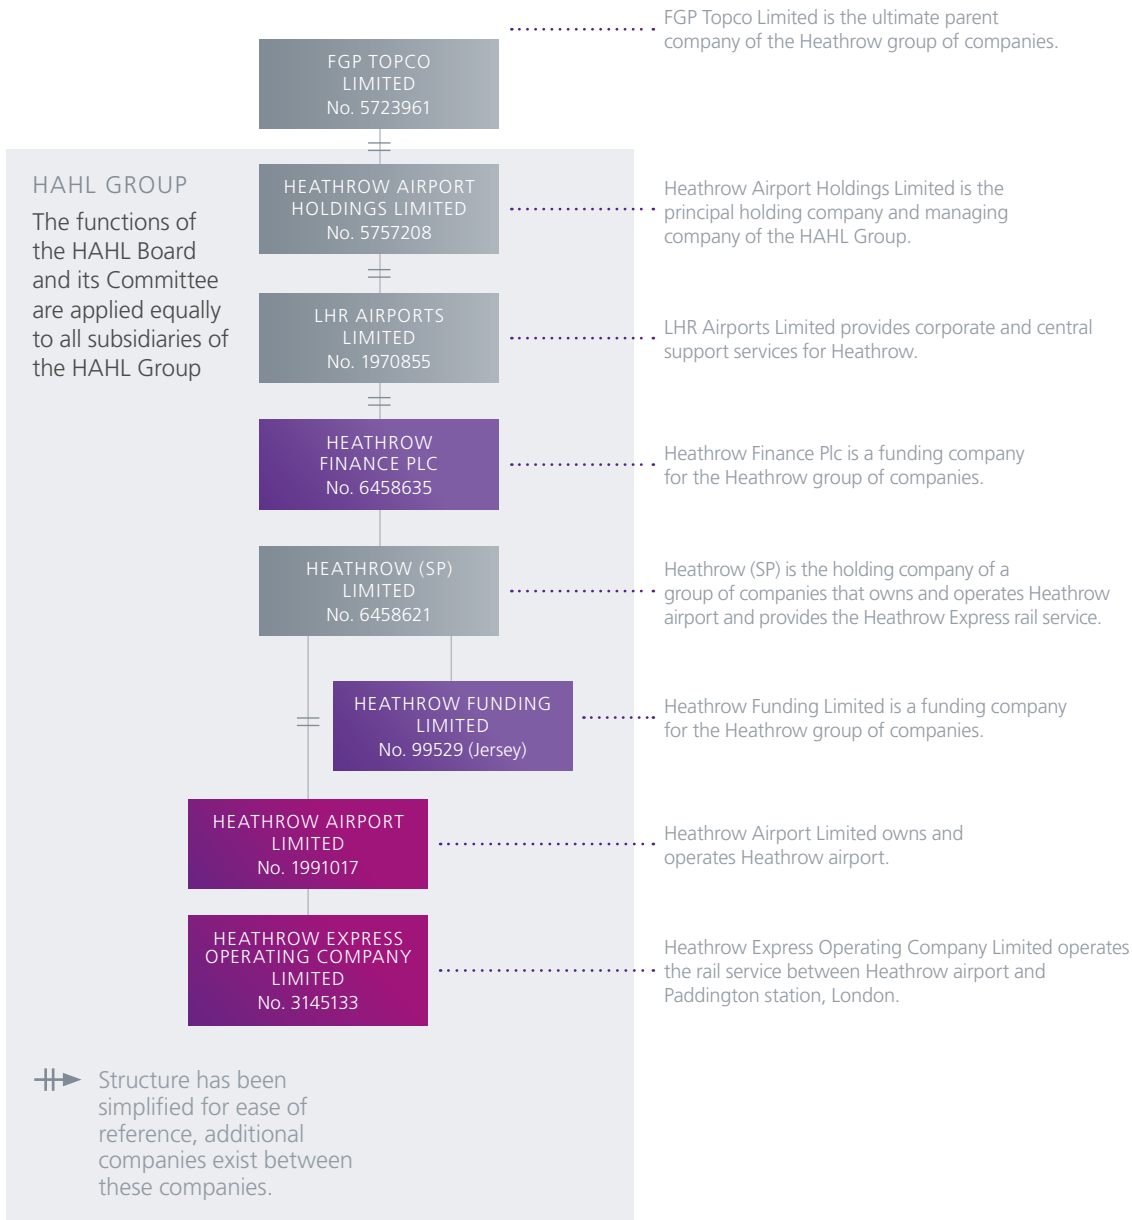 FGP TOPCO
LIMITED
No. 5723961
FGP Topco Limited is the ultimate parent
company of the Heathrow group of companies.
HAHL GROUP
The functions of
the HAHL Board
and its Committee
are applied equally
to all subsidiaries of
the HAHL Group
HEATHROW AIRPORT
HOLDINGS LIMITED
No. 5757208
Heathrow Airport Holdings Limited is the
principal holding company and managing
company of the HAHL Group.
LHR AIRPORTS
LIMITED
No. 1970855
LHR Airports Limited provides corporate and central
support services for Heathrow.
HEATHROW
FINANCE PLC
No. 6458635
Heathrow Finance Plc is a funding company
for the Heathrow group of companies.
HEATHROW (SP)
LIMITED
No. 6458621
Heathrow (SP) is the holding company of a
group of companies that owns and operates Heathrow
airport and provides the Heathrow Express rail service.
HEATHROW FUNDING
LIMITED
No. 99529 (Jersey)
Heathrow Funding Limited is a funding company
for the Heathrow group of companies.
HEATHROW AIRPORT
LIMITED
No. 1991017
Heathrow Airport Limited owns and
operates Heathrow airport.
HEATHROW EXPRESS
OPERATING COMPANY
LIMITED
No. 3145133
Heathrow Express Operating Company Limited operates
the rail service between Heathrow airport and
Paddington station, London.
Structure has been
simplified for ease of
reference, additional
companies exist between
these companies.